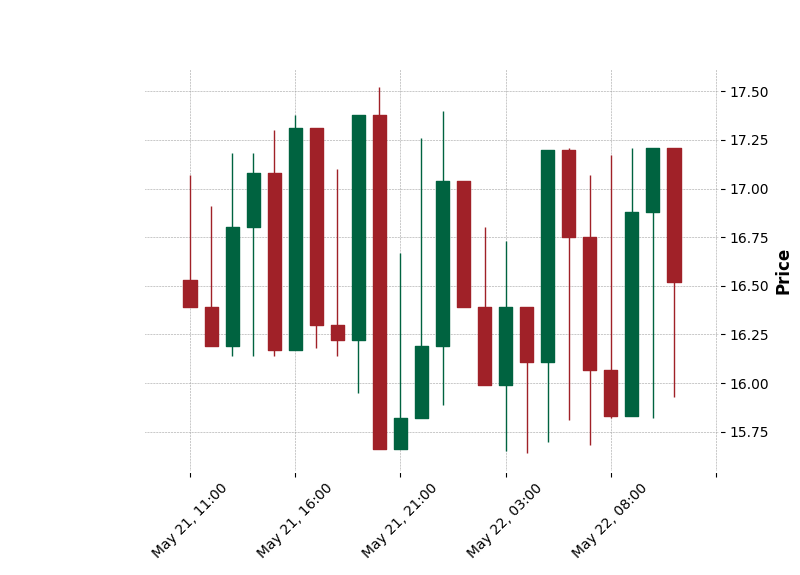 17.50
17.25
17.00
16.75
16.50
16.25
16.00
15.75
Price
May 21, 11:00
May 21, 16:00
May 21, 21:00
May 22, 03:00
May 22, 08:00